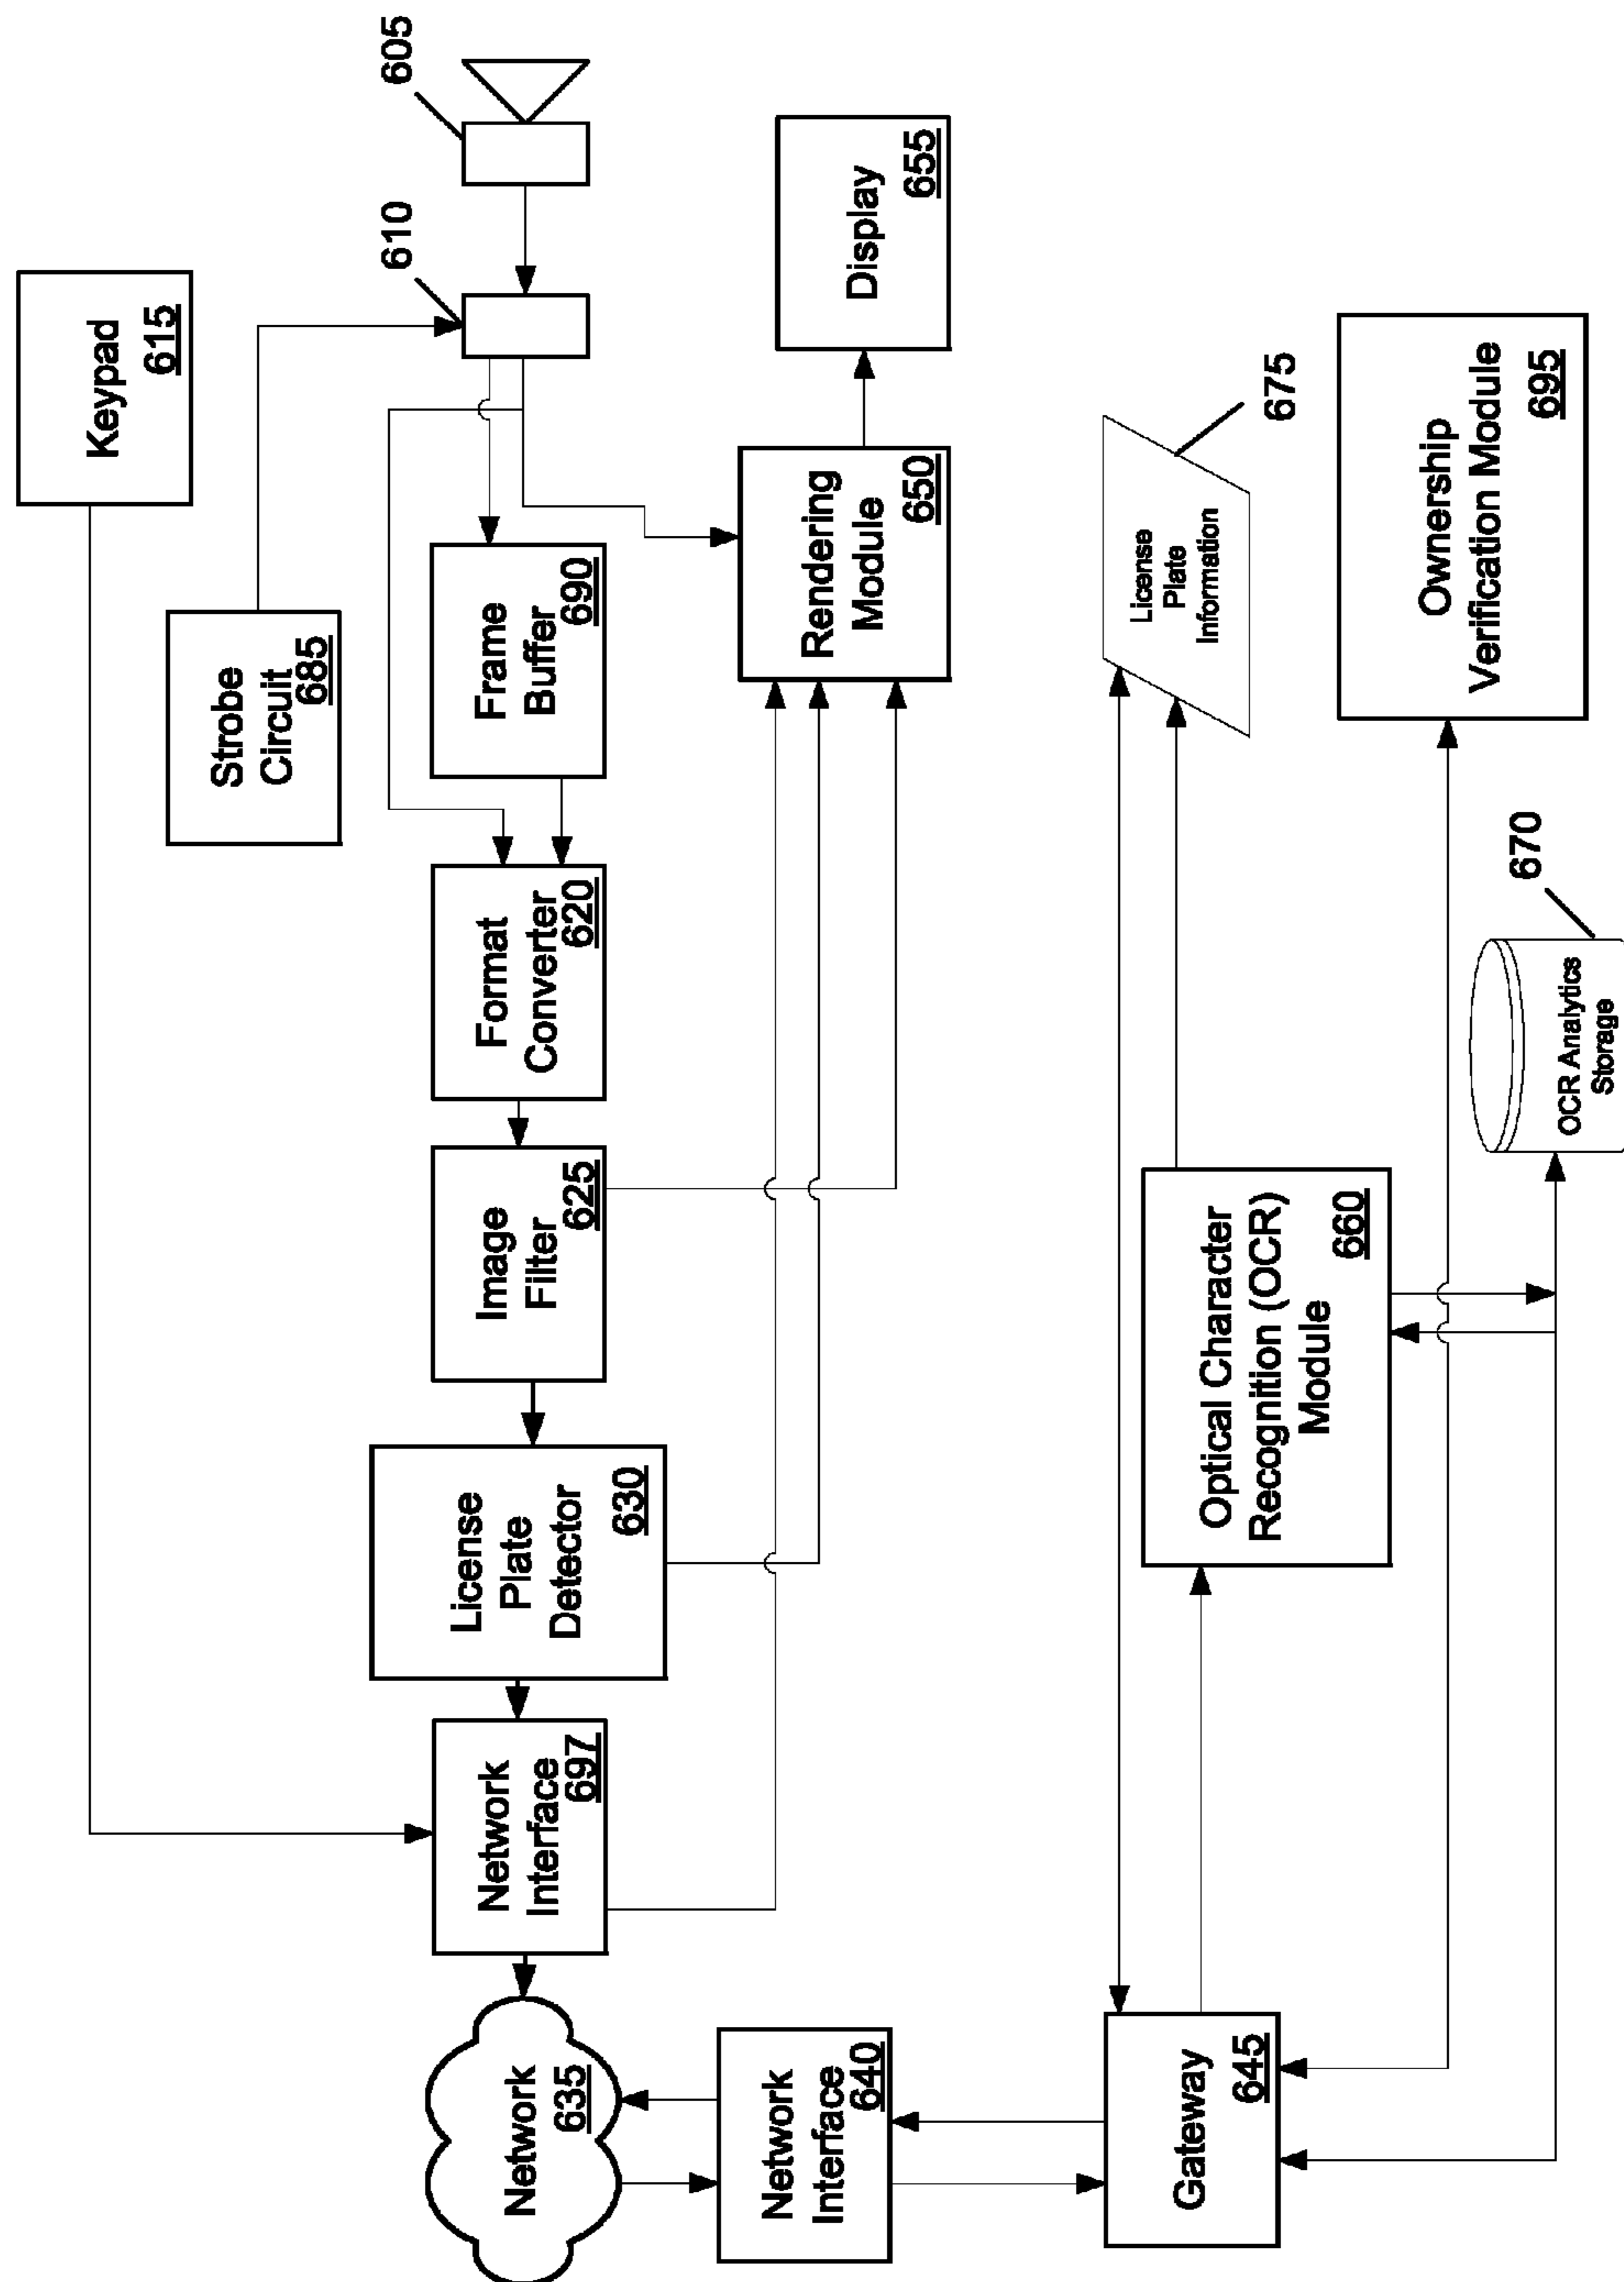 Keypad
615
605
610
Strobe
Circuit
685
Frame
Buffer
690
Format
Converter
620
Image
Filter
625
License
Plate
Detector
630
Network
Interface
697
Network
635
Display
655
Rendering
Module
650
Network
Interface
640
Gateway
645
License
Plate
Information
675
Optical Character
Recognition (OCR)
Module
660
Ownership
Verification Module
695
OCR Analytics
Storage
670